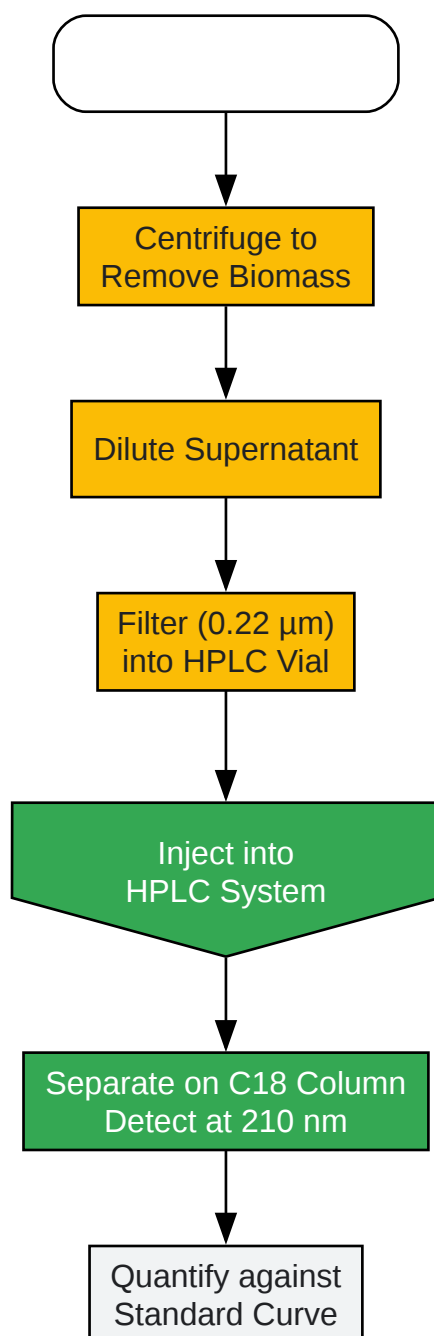 Centrifuge to
Remove Biomass
Dilute Supernatant
Filter (0.22 µm)
into HPLC Vial
Inject into
HPLC System
Separate on C18 Column
Detect at 210 nm
Quantify against
Standard Curve